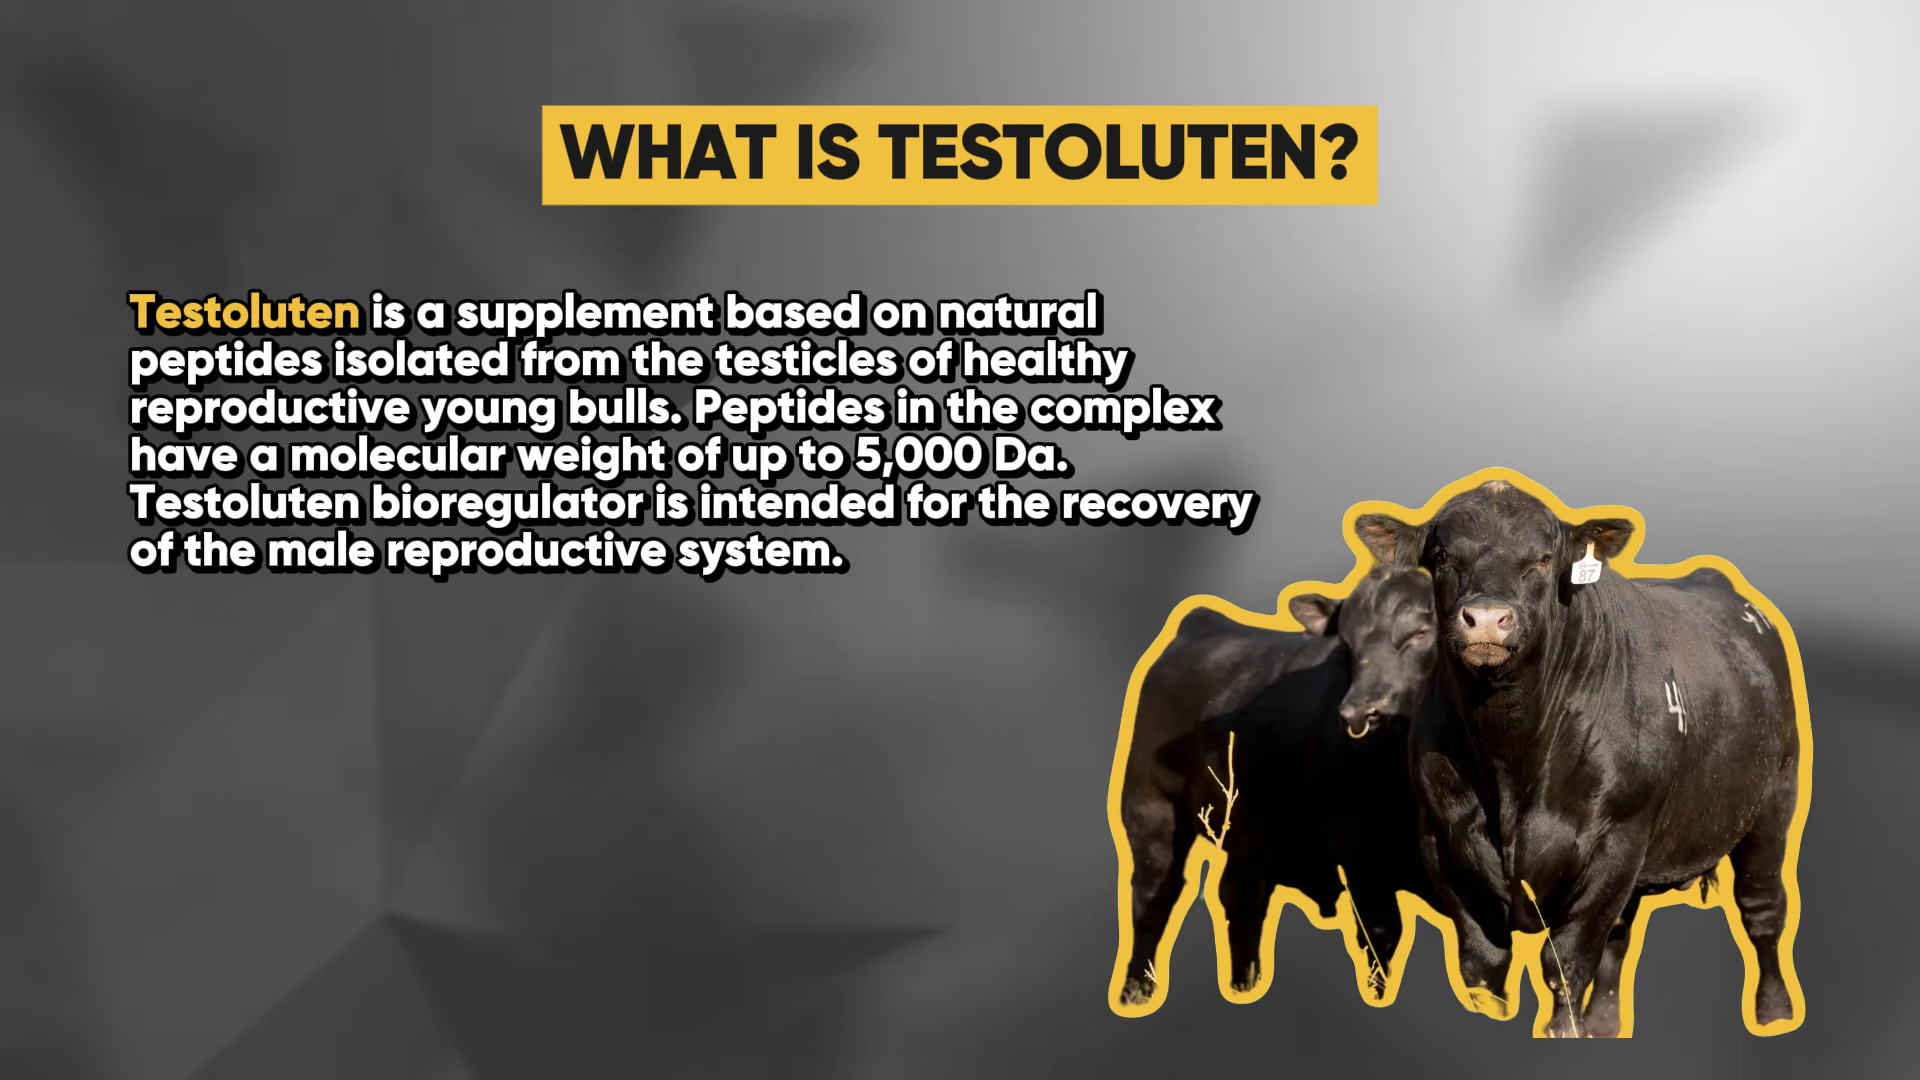 WHAT IS TESTOLUTEN?
Testoluten is a supplement based on natural
peptides isolated from the testicles of healthy
reproductive young bulls. Peptides in the complex
have a molecular weight of up to 5,000 Da.
Testoluten bioregulator is intended for the recovery
of the male reproductive system.
87